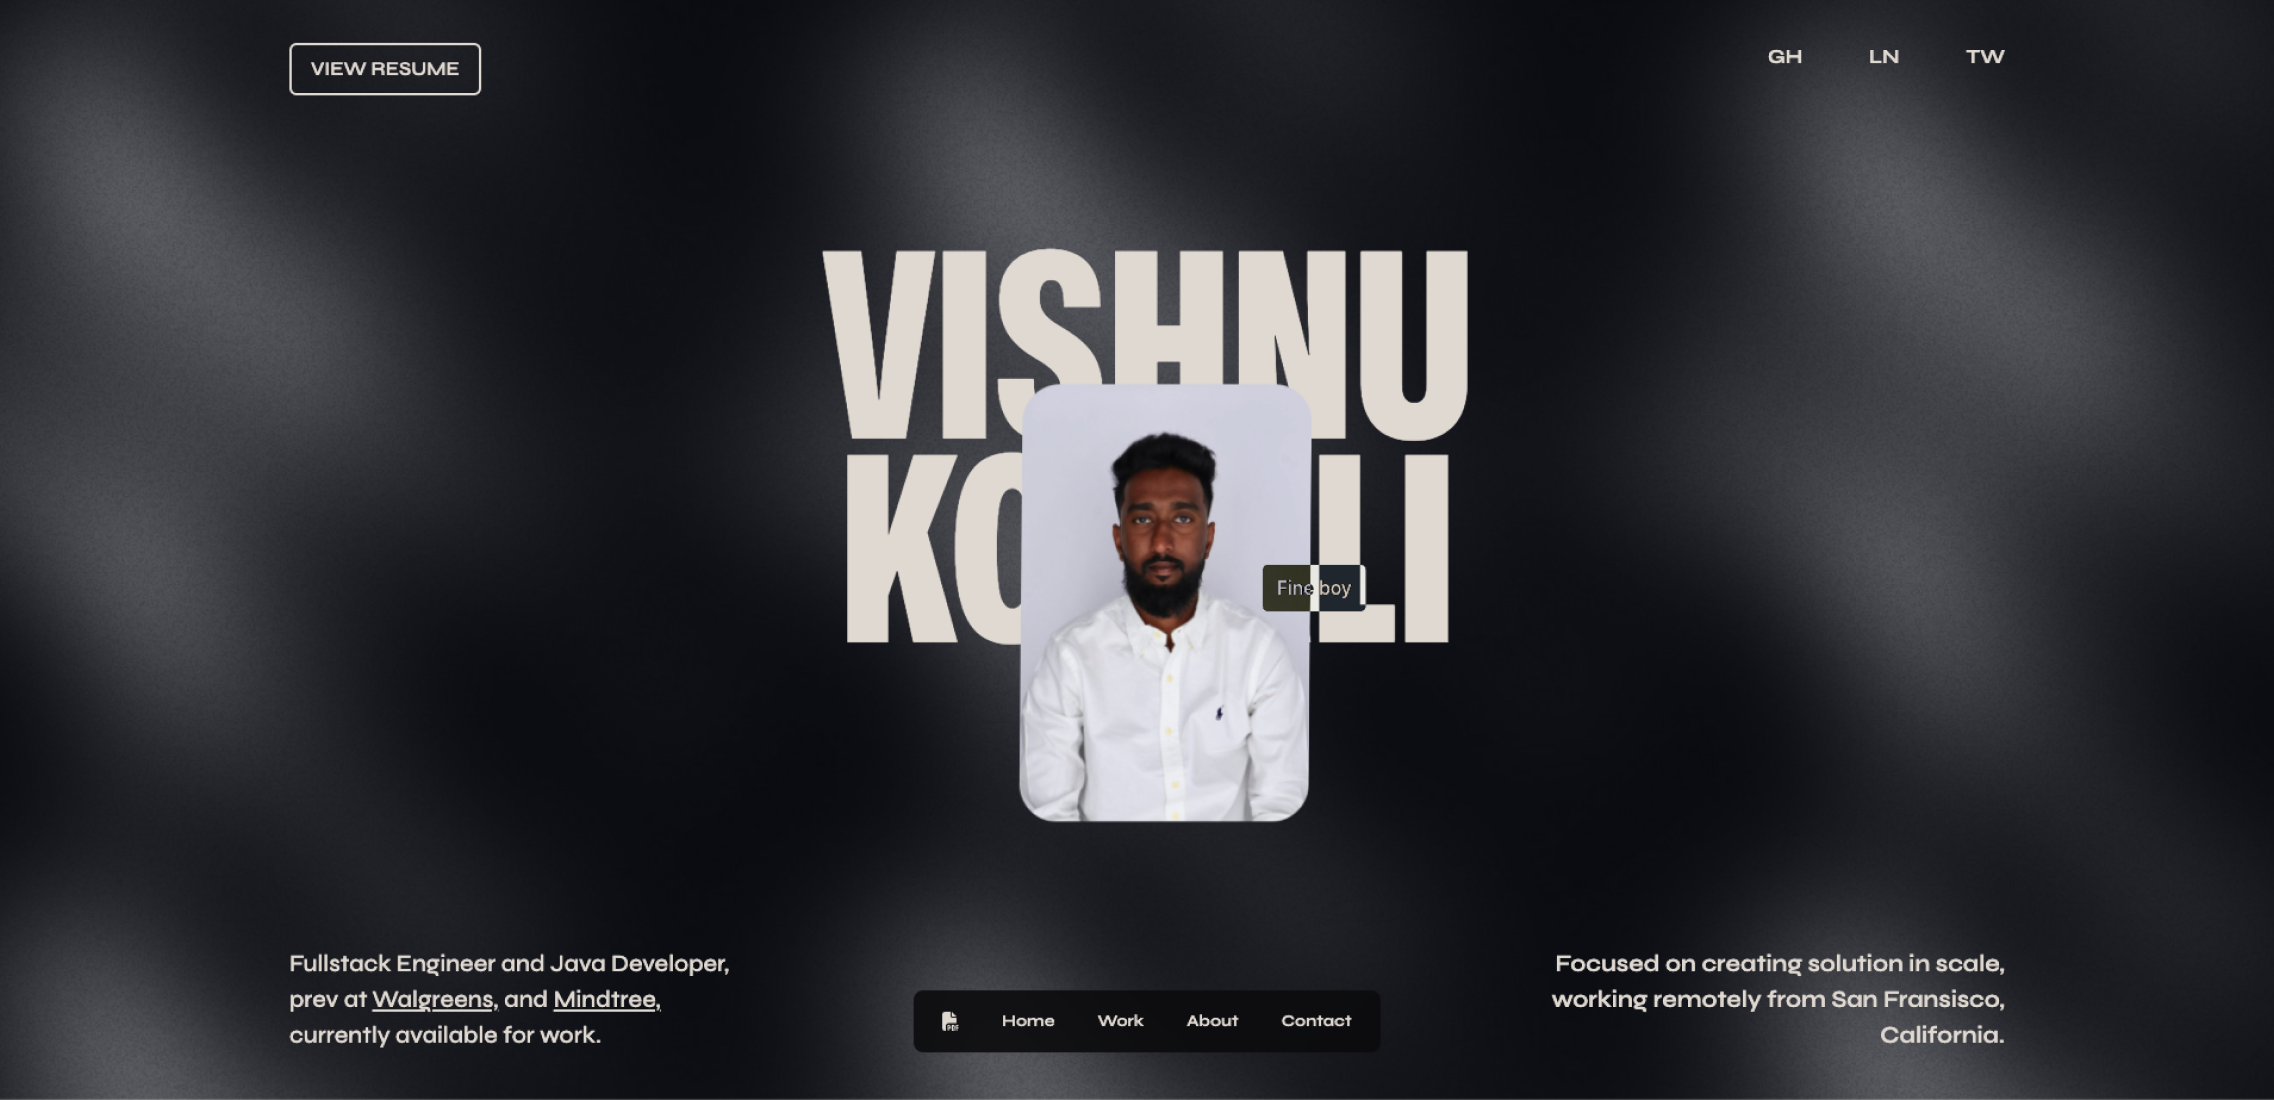 VIEW RESUME
GH LN TW
VISHNU
KO LI
Fine boy
Fullstack Engineer and Java Developer,
prev at Walgreens, and Mindtree,
currently available for work.
PDF
Home Work About Contact
Focused on creating solution in scale,
working remotely from San Fransisco,
California.